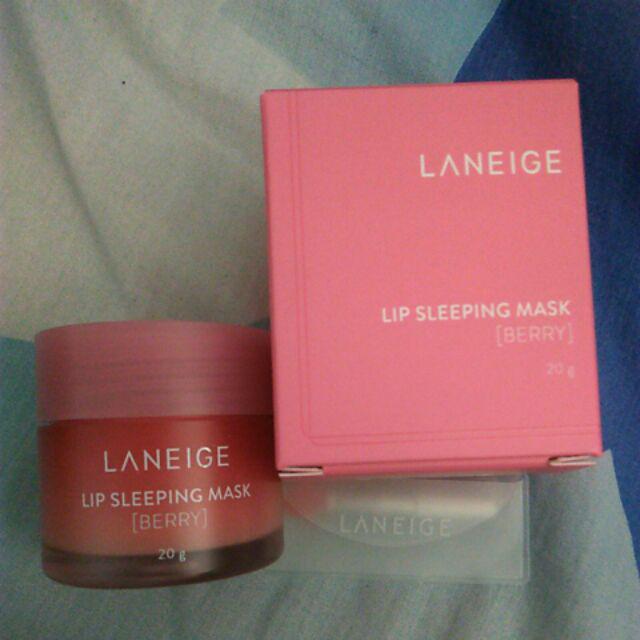 LANEIGE
LIP SLEEPING MASK
[BERRY]
20 g
LANEIGE
LIP SLEEPING MASK
[BERRY]
20 g
LANEIGE